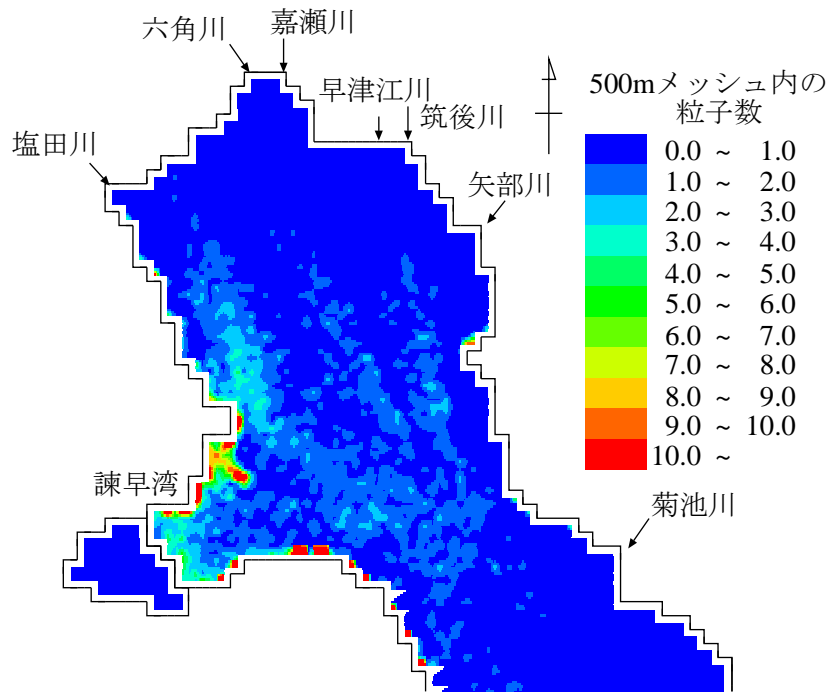 六角川
嘉瀬川
早津江川
筑後川
塩田川
矢部川
諫早湾
菊池川
500mメッシュ内の
粒子数
0.0 ~ 1.0
1.0 ~ 2.0
2.0 ~ 3.0
3.0 ~ 4.0
4.0 ~ 5.0
5.0 ~ 6.0
6.0 ~ 7.0
7.0 ~ 8.0
8.0 ~ 9.0
9.0 ~ 10.0
10.0 ~